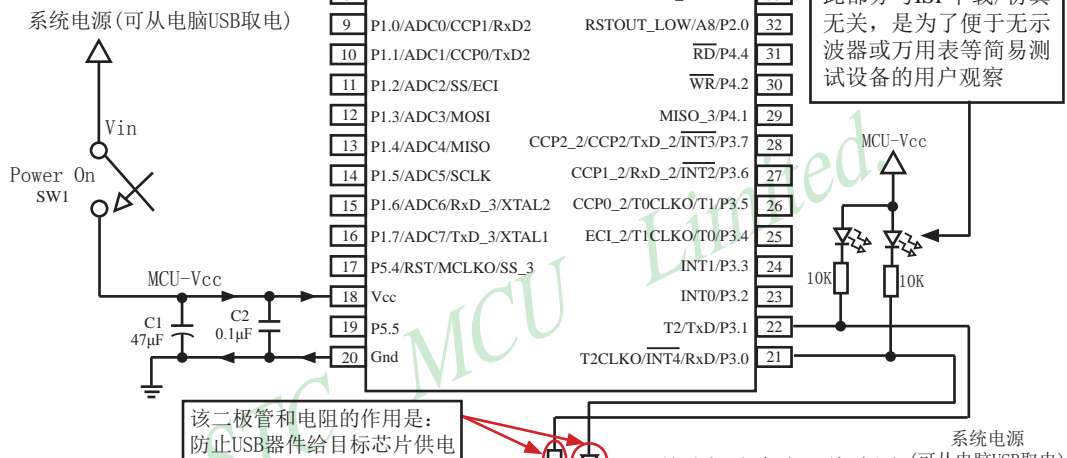 系统电源(可从电脑USB取电)
Vin
Power On
SW1
MCU-Vcc
C1
47μF
C2
0.1μF
9 P1.0/ADC0/CCP1/RxD2
10 P1.1/ADC1/CCP0/TxD2
11 P1.2/ADC2/SS/ECI
12 P1.3/ADC3/MOSI
13 P1.4/ADC4/MISO
14 P1.5/ADC5/SCLK
15 P1.6/ADC6/RxD_3/XTAL2
16 P1.7/ADC7/TxD_3/XTAL1
17 P5.4/RST/MCLKO/SS_3
18 Vcc
19 P5.5
20 Gnd
RSTOUT_LOW/A8/P2.0 32
RD/P4.4 31
WR/P4.2 30
MISO_3/P4.1 29
CCP2_2/CCP2/TxD_2/INT3/P3.7 28
CCP1_2/RxD_2/INT2/P3.6 27
CCP0_2/T0CLKO/T1/P3.5 26
ECI_2/T1CLKO/T0/P3.4 25
INT1/P3.3 24
INT0/P3.2 23
T2/TxD/P3.1 22
T2CLKO/INT4/RxD/P3.0 21
无关，是为了便于无示
波器或万用表等简易测
试设备的用户观察
MCU-Vcc
10K
10K
STC MCU Limited.
该二极管和电阻的作用是：
防止USB器件给目标芯片供电
系统电源
(可从电脑USB取电)